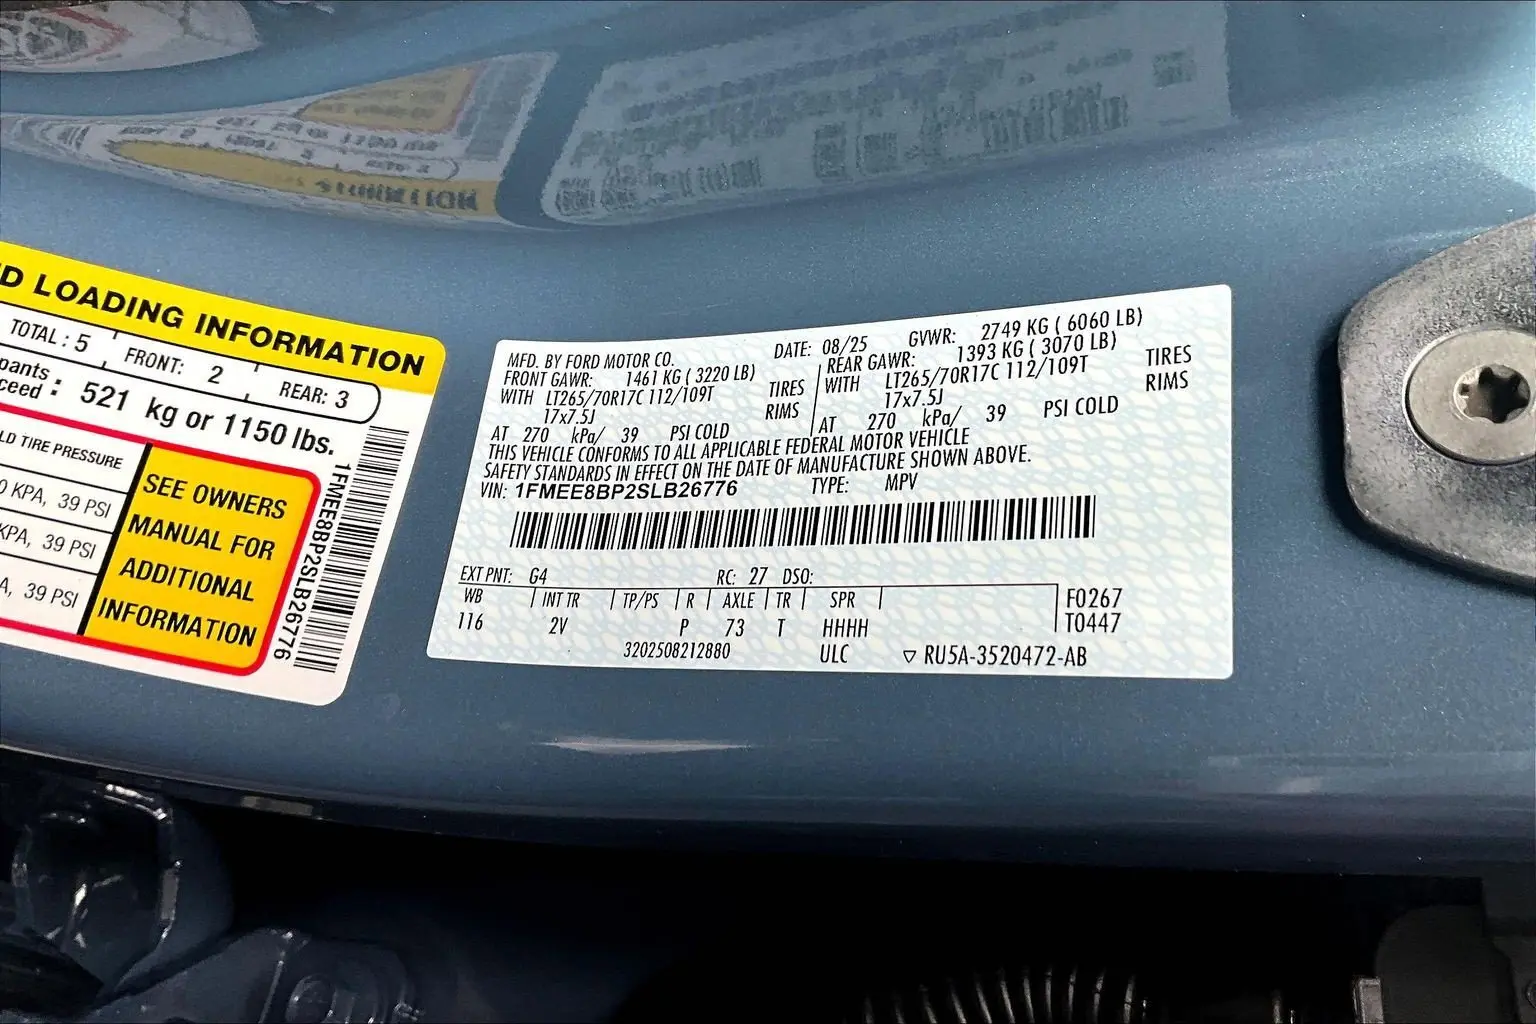 D LOADING INFORMATION
TOTAL : 5 FRONT: 2 REAR: 3
pants
ceed : 521 kg or 1150 lbs.
LD TIRE PRESSURE
0 KPA, 39 PSI
KPA, 39 PSI
A, 39 PSI
SEE OWNERS
MANUAL FOR
ADDITIONAL
INFORMATION
1FMEE8BP2SLB26776
MFD. BY FORD MOTOR CO. DATE: 08/25 GVWR: 2749 KG ( 6060 LB)
FRONT GAWR: 1461 KG ( 3220 LB) REAR GAWR: 1393 KG ( 3070 LB)
WITH LT265/70R17C 112/109T TIRES WITH LT265/70R17C 112/109T TIRES
17x7.5J RIMS 17x7.5J RIMS
AT 270 kPa/ 39 PSI COLD AT 270 kPa/ 39 PSI COLD
THIS VEHICLE CONFORMS TO ALL APPLICABLE FEDERAL MOTOR VEHICLE
SAFETY STANDARDS IN EFFECT ON THE DATE OF MANUFACTURE SHOWN ABOVE.
VIN: 1FMEE8BP2SLB26776 TYPE: MPV
EXT PNT: G4 RC: 27 DSO:
WB INT TR TP/PS R AXLE TR SPR F0267
116 2V P 73 T HHHH T0447
3202508212880 ULC ▽ RU5A-3520472-AB